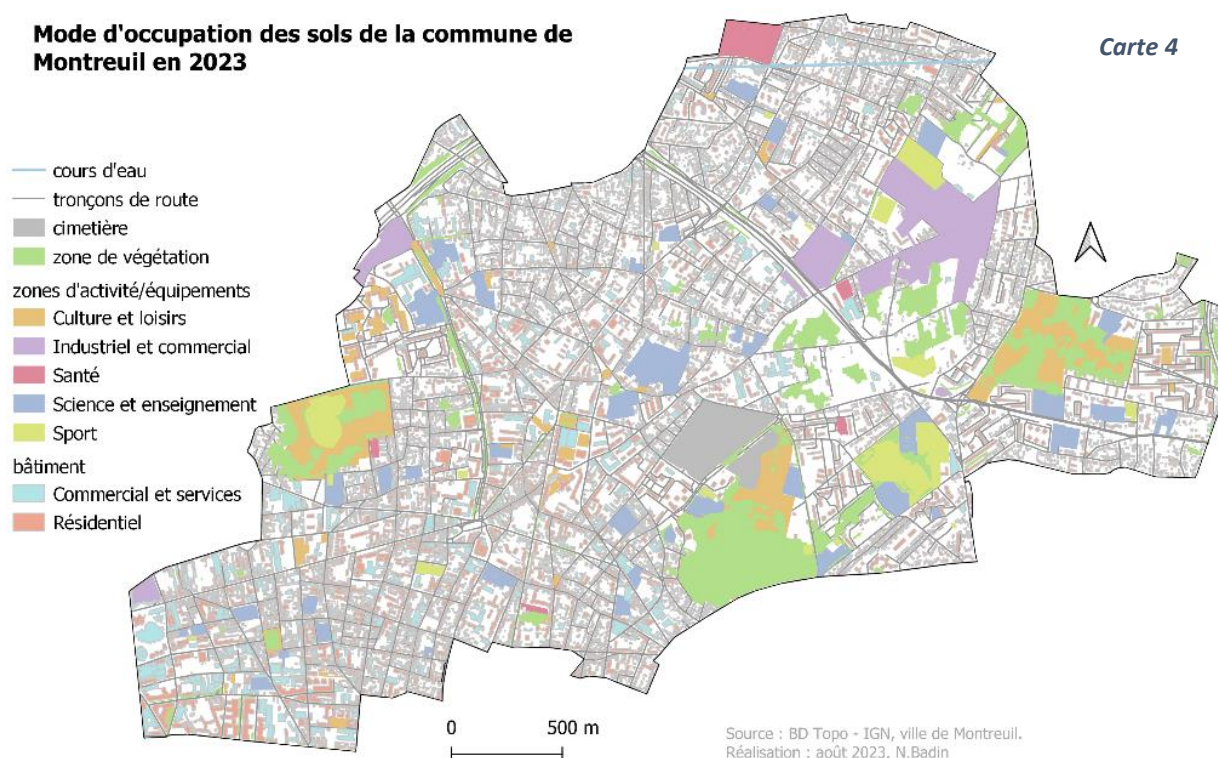 Mode d'occupation des sols de la commune de
Montreuil en 2023
Carte 4
cours d'eau
tronçons de route
cimetière
zone de végétation
zones d'activité/équipements
Culture et loisirs
Industriel et commercial
Santé
Science et enseignement
Sport
bâtiment
Commercial et services
Résidentiel
0 500 m
Source : BD Topo - IGN, ville de Montreuil.
Réalisation : août 2023. N.Badin